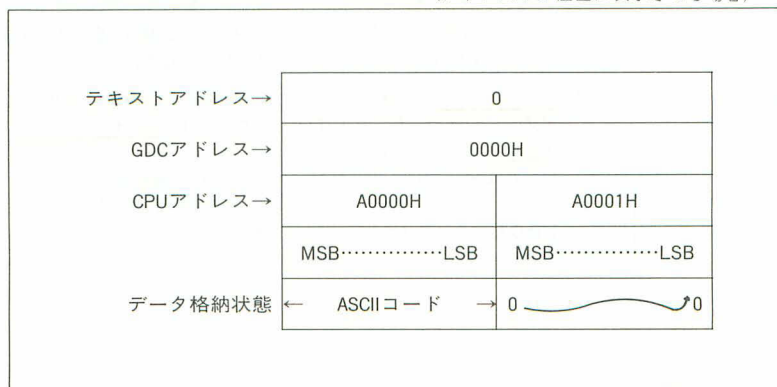 テキストアドレス→ 0
GDCアドレス→ 0000H
CPUアドレス→ A0000H A0001H
MSB……………LSB MSB……………LSB
データ格納状態 ← ASCIIコード → 0 0